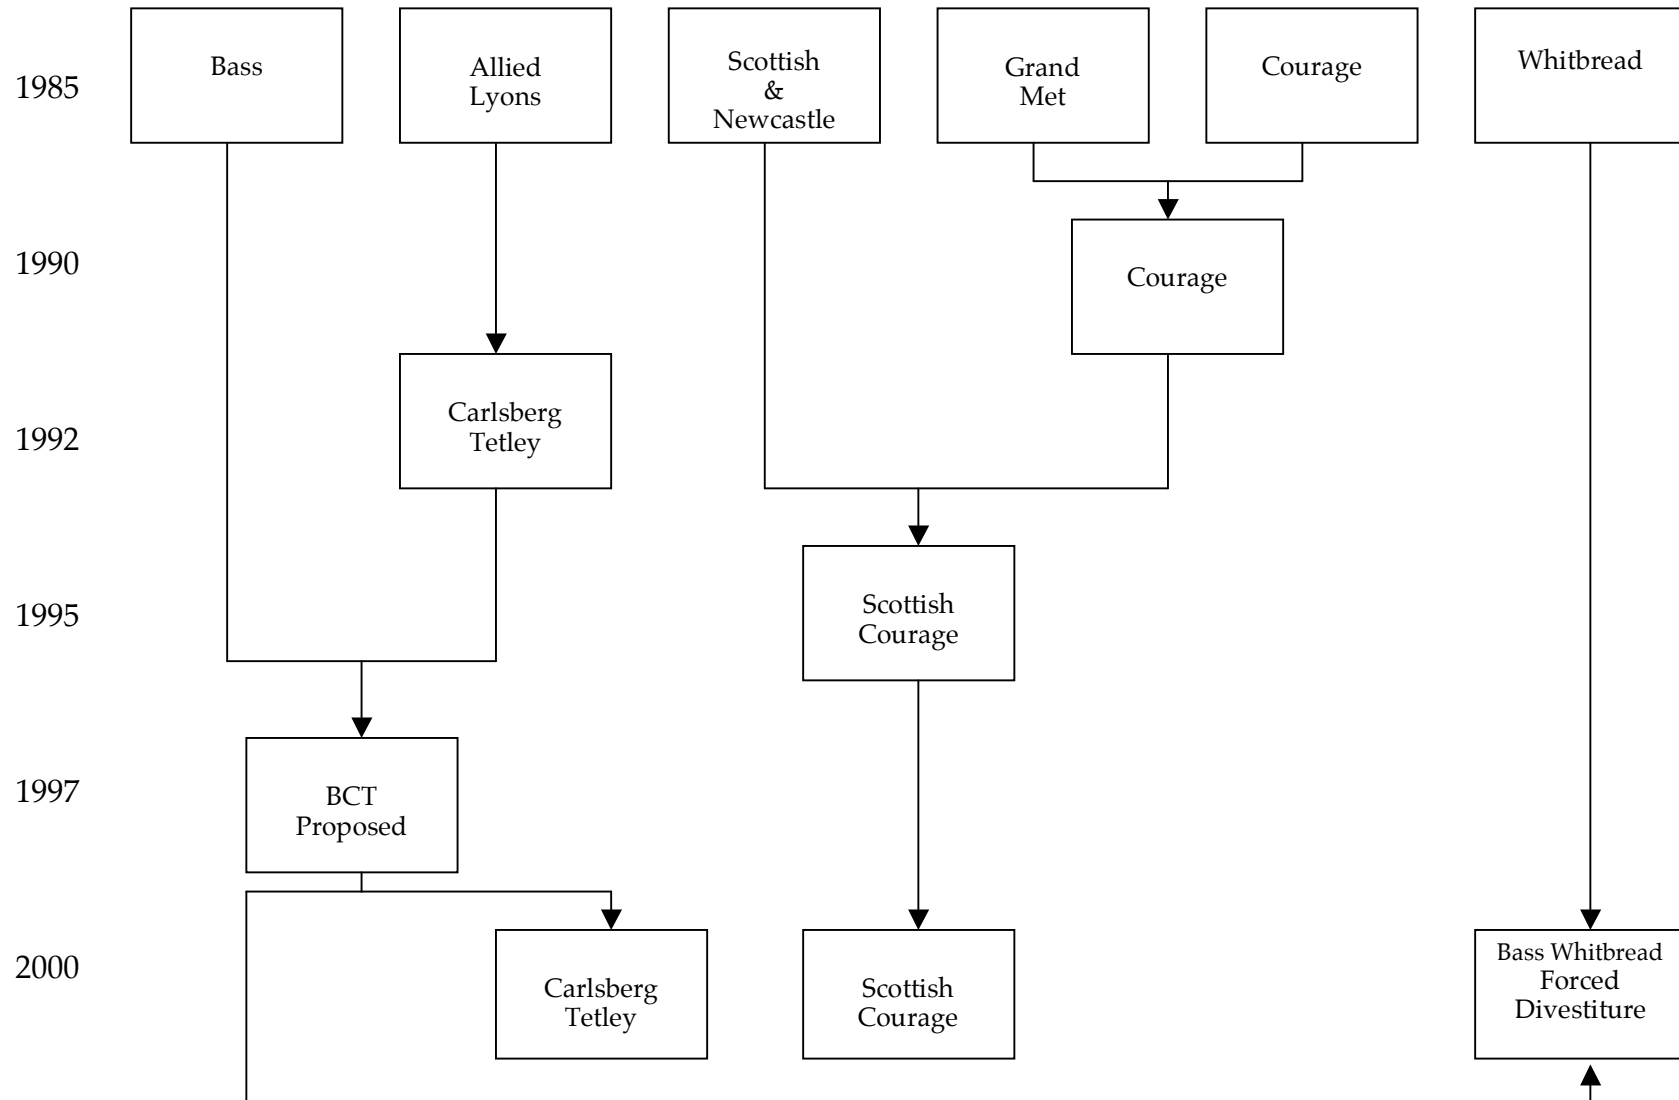 1985
Bass
Allied
Lyons
Scottish
&
Newcastle
Grand
Met
Courage
Whitbread
1990
Courage
1992
Carlsberg
Tetley
1995
Scottish
Courage
1997
BCT
Proposed
2000
Carlsberg
Tetley
Scottish
Courage
Bass Whitbread
Forced
Divestiture